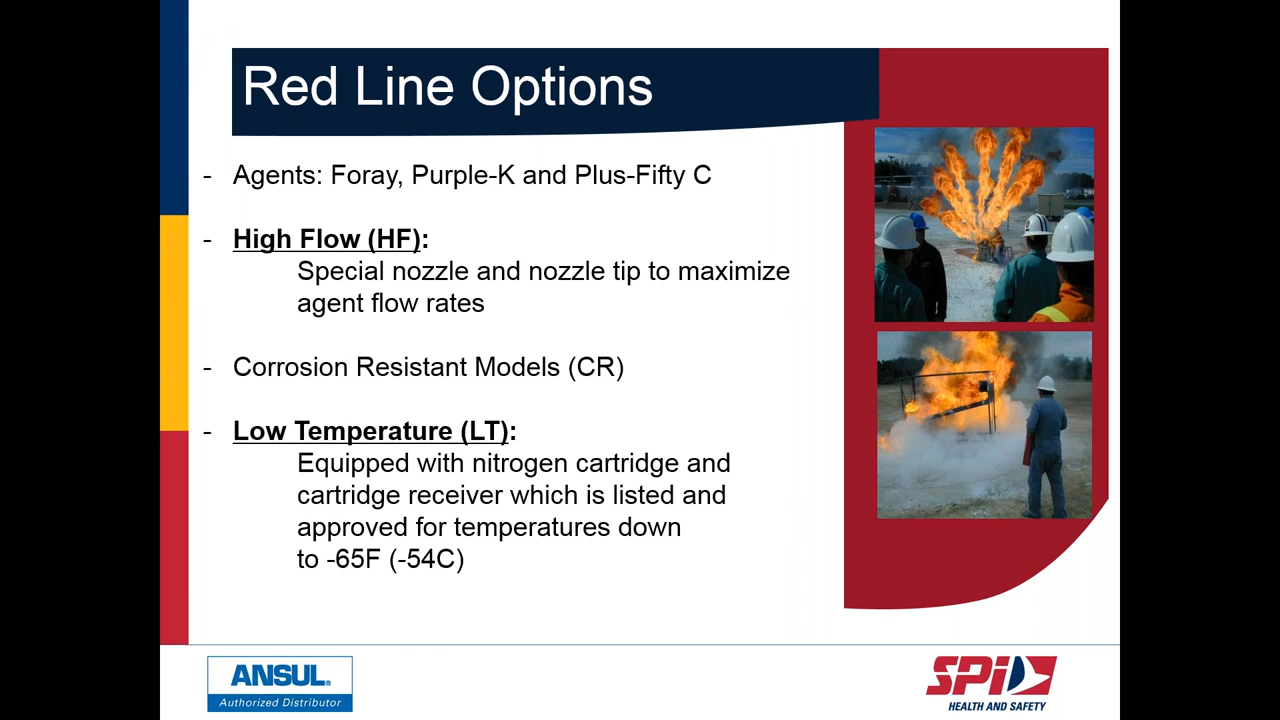 Red Line Options
- Agents: Foray, Purple-K and Plus-Fifty C
- High Flow (HF):
Special nozzle and nozzle tip to maximize
agent flow rates
- Corrosion Resistant Models (CR)
- Low Temperature (LT):
Equipped with nitrogen cartridge and
cartridge receiver which is listed and
approved for temperatures down
to -65F (-54C)
ANSUL®
Authorized Distributor
SPi
HEALTH AND SAFETY